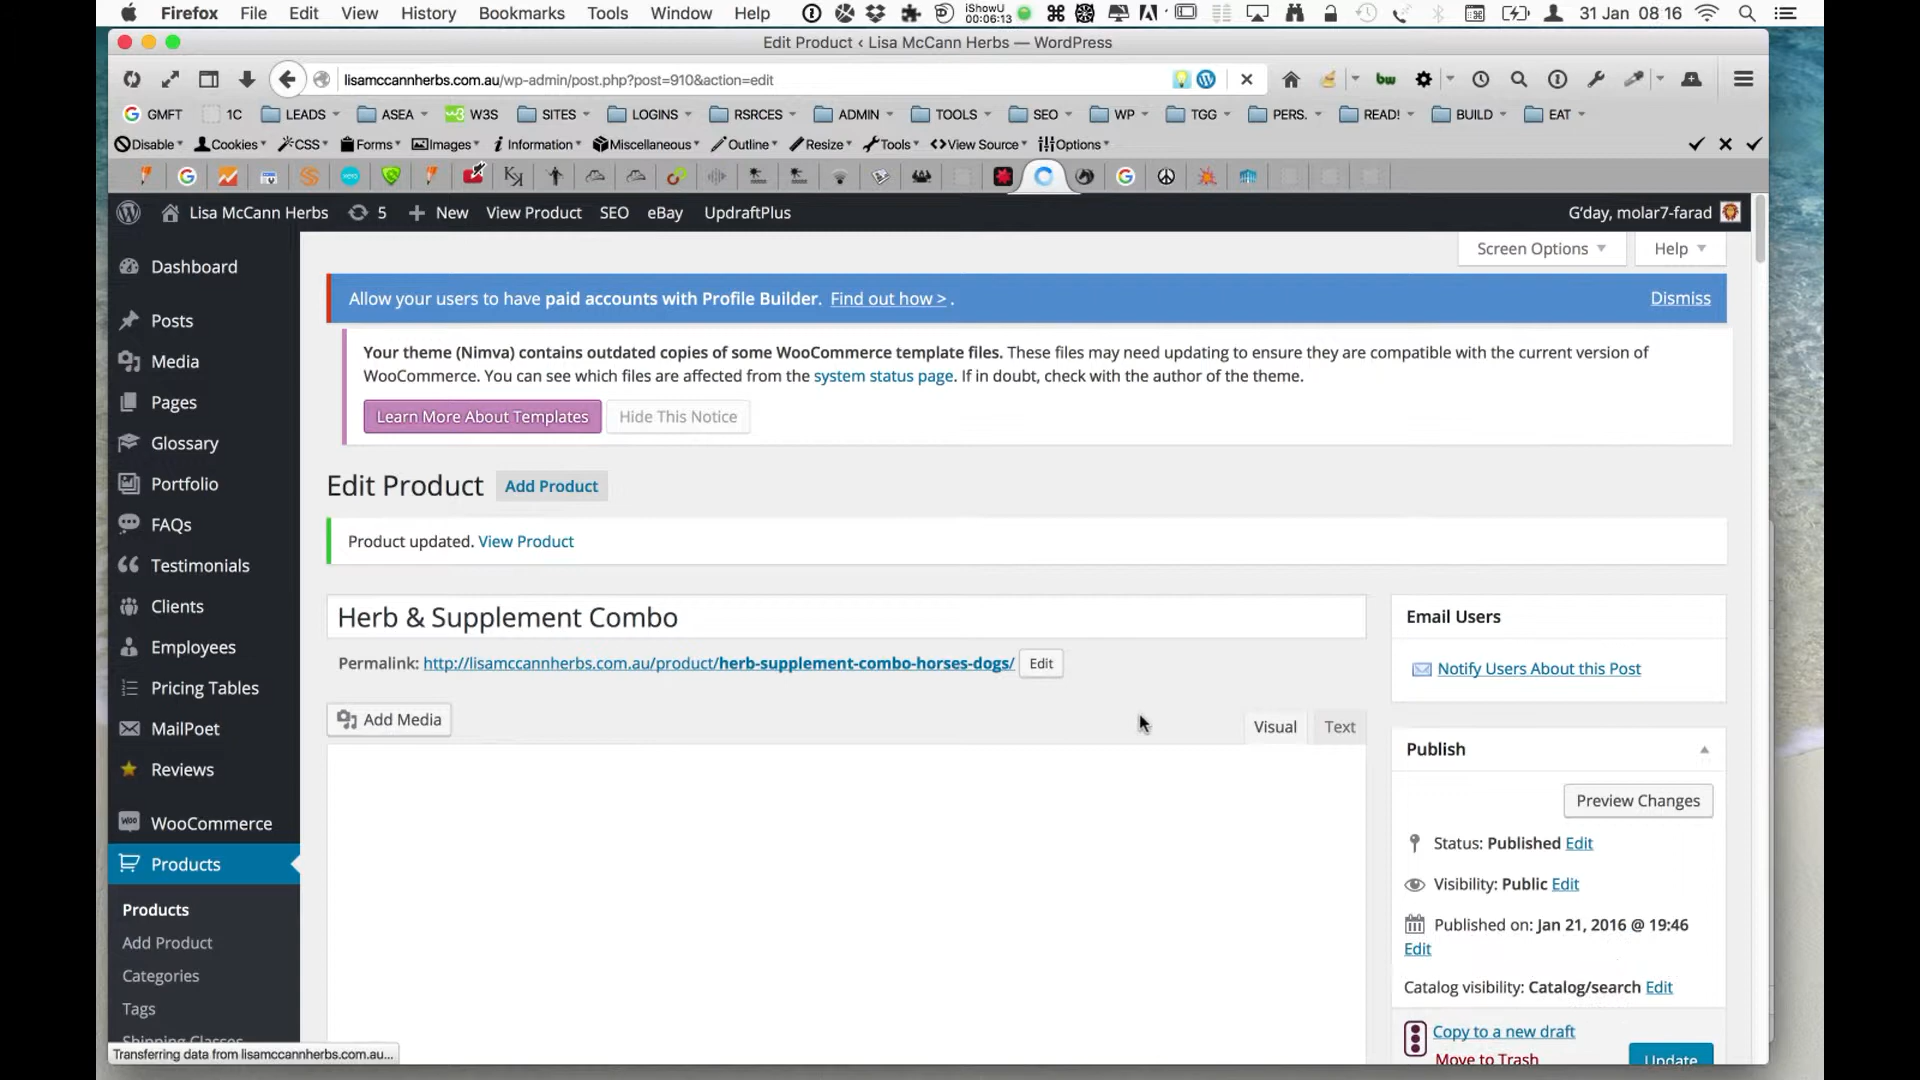 Firefox File Edit View History Bookmarks Tools Window Help iShowU 00:06:13 31 Jan 08:16
Edit Product ‹ Lisa McCann Herbs — WordPress
lisamccannherbs.com.au/wp-admin/post.php?post=910&action=edit bw
GMFT 1C LEADS ASEA W3S SITES LOGINS RSRCES ADMIN TOOLS SEO WP TGG PERS. READ! BUILD EAT
Disable Cookies CSS Forms Images Information Miscellaneous Outline Resize Tools View Source Options
Lisa McCann Herbs 5 New View Product SEO eBay UpdraftPlus G'day, molar7-farad
Screen Options Help
Dashboard
Allow your users to have paid accounts with Profile Builder. Find out how > . Dismiss
Posts
Media
Pages
Glossary
Portfolio
FAQs
Testimonials
Clients
Employees
Pricing Tables
MailPoet
Reviews
WooCommerce
Products
Products
Add Product
Categories
Tags
Shipping Classes
Your theme (Nimva) contains outdated copies of some WooCommerce template files. These files may need updating to ensure they are compatible with the current version of
WooCommerce. You can see which files are affected from the system status page. If in doubt, check with the author of the theme.
Learn More About Templates Hide This Notice
Edit Product Add Product
Product updated. View Product
Herb & Supplement Combo
Permalink: http://lisamccannherbs.com.au/product/herb-supplement-combo-horses-dogs/ Edit
Add Media Visual Text
Email Users
Notify Users About this Post
Publish
Preview Changes
Status: Published Edit
Visibility: Public Edit
Published on: Jan 21, 2016 @ 19:46
Edit
Catalog visibility: Catalog/search Edit
Copy to a new draft
Move to Trash Update
Transferring data from lisamccannherbs.com.au...